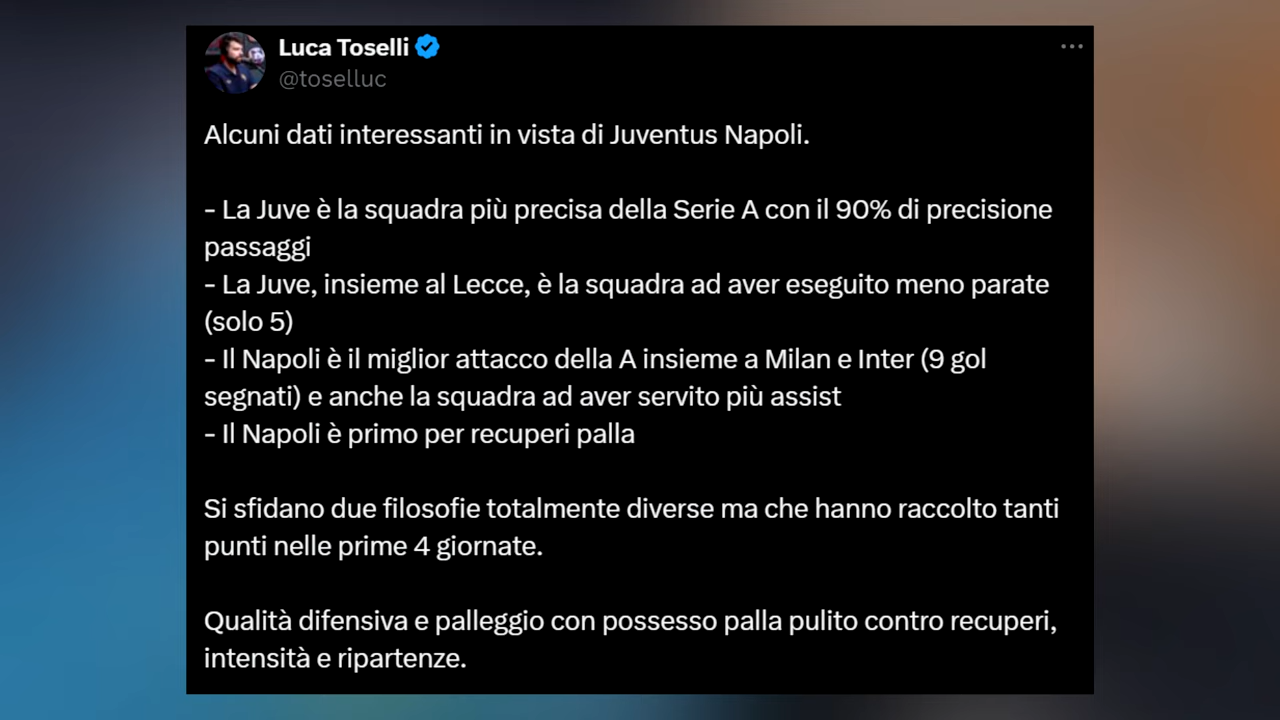 Luca Toselli
@toselluc
Alcuni dati interessanti in vista di Juventus Napoli.
- La Juve è la squadra più precisa della Serie A con il 90% di precisione
passaggi
- La Juve, insieme al Lecce, è la squadra ad aver eseguito meno parate
(solo 5)
- Il Napoli è il miglior attacco della A insieme a Milan e Inter (9 gol
segnati) e anche la squadra ad aver servito più assist
- Il Napoli è primo per recuperi palla
Si sfidano due filosofie totalmente diverse ma che hanno raccolto tanti
punti nelle prime 4 giornate.
Qualità difensiva e palleggio con possesso palla pulito contro recuperi,
intensità e ripartenze.